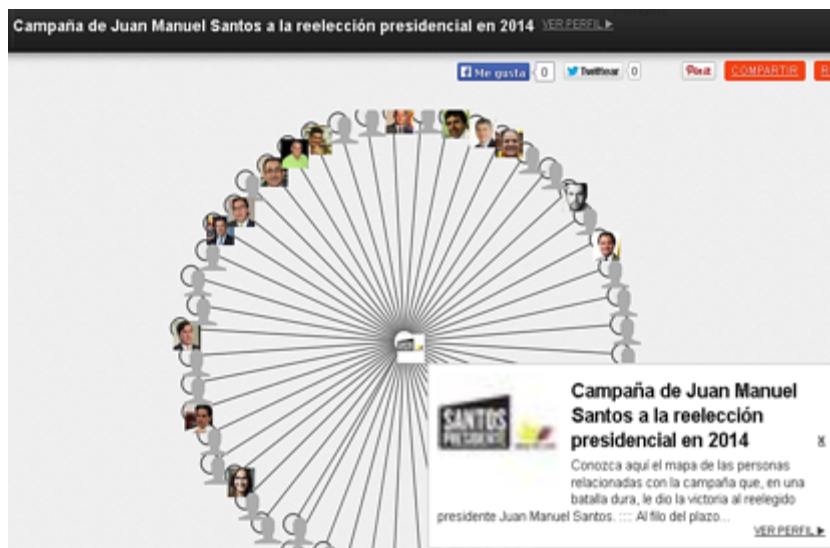 Campaña de Juan Manuel Santos a la reelección presidencial en 2014 VER PERFIL
Me gusta 0 Twittear 0 Pin it COMPARTIR R
SANTOS
PRESIDENTE
Campaña de Juan Manuel
Santos a la reelección
presidencial en 2014
X
Conozca aquí el mapa de las personas
relacionadas con la campaña que, en una
batalla dura, le dio la victoria al reelegido
presidente Juan Manuel Santos. :::: Al filo del plazo...
VER PERFIL